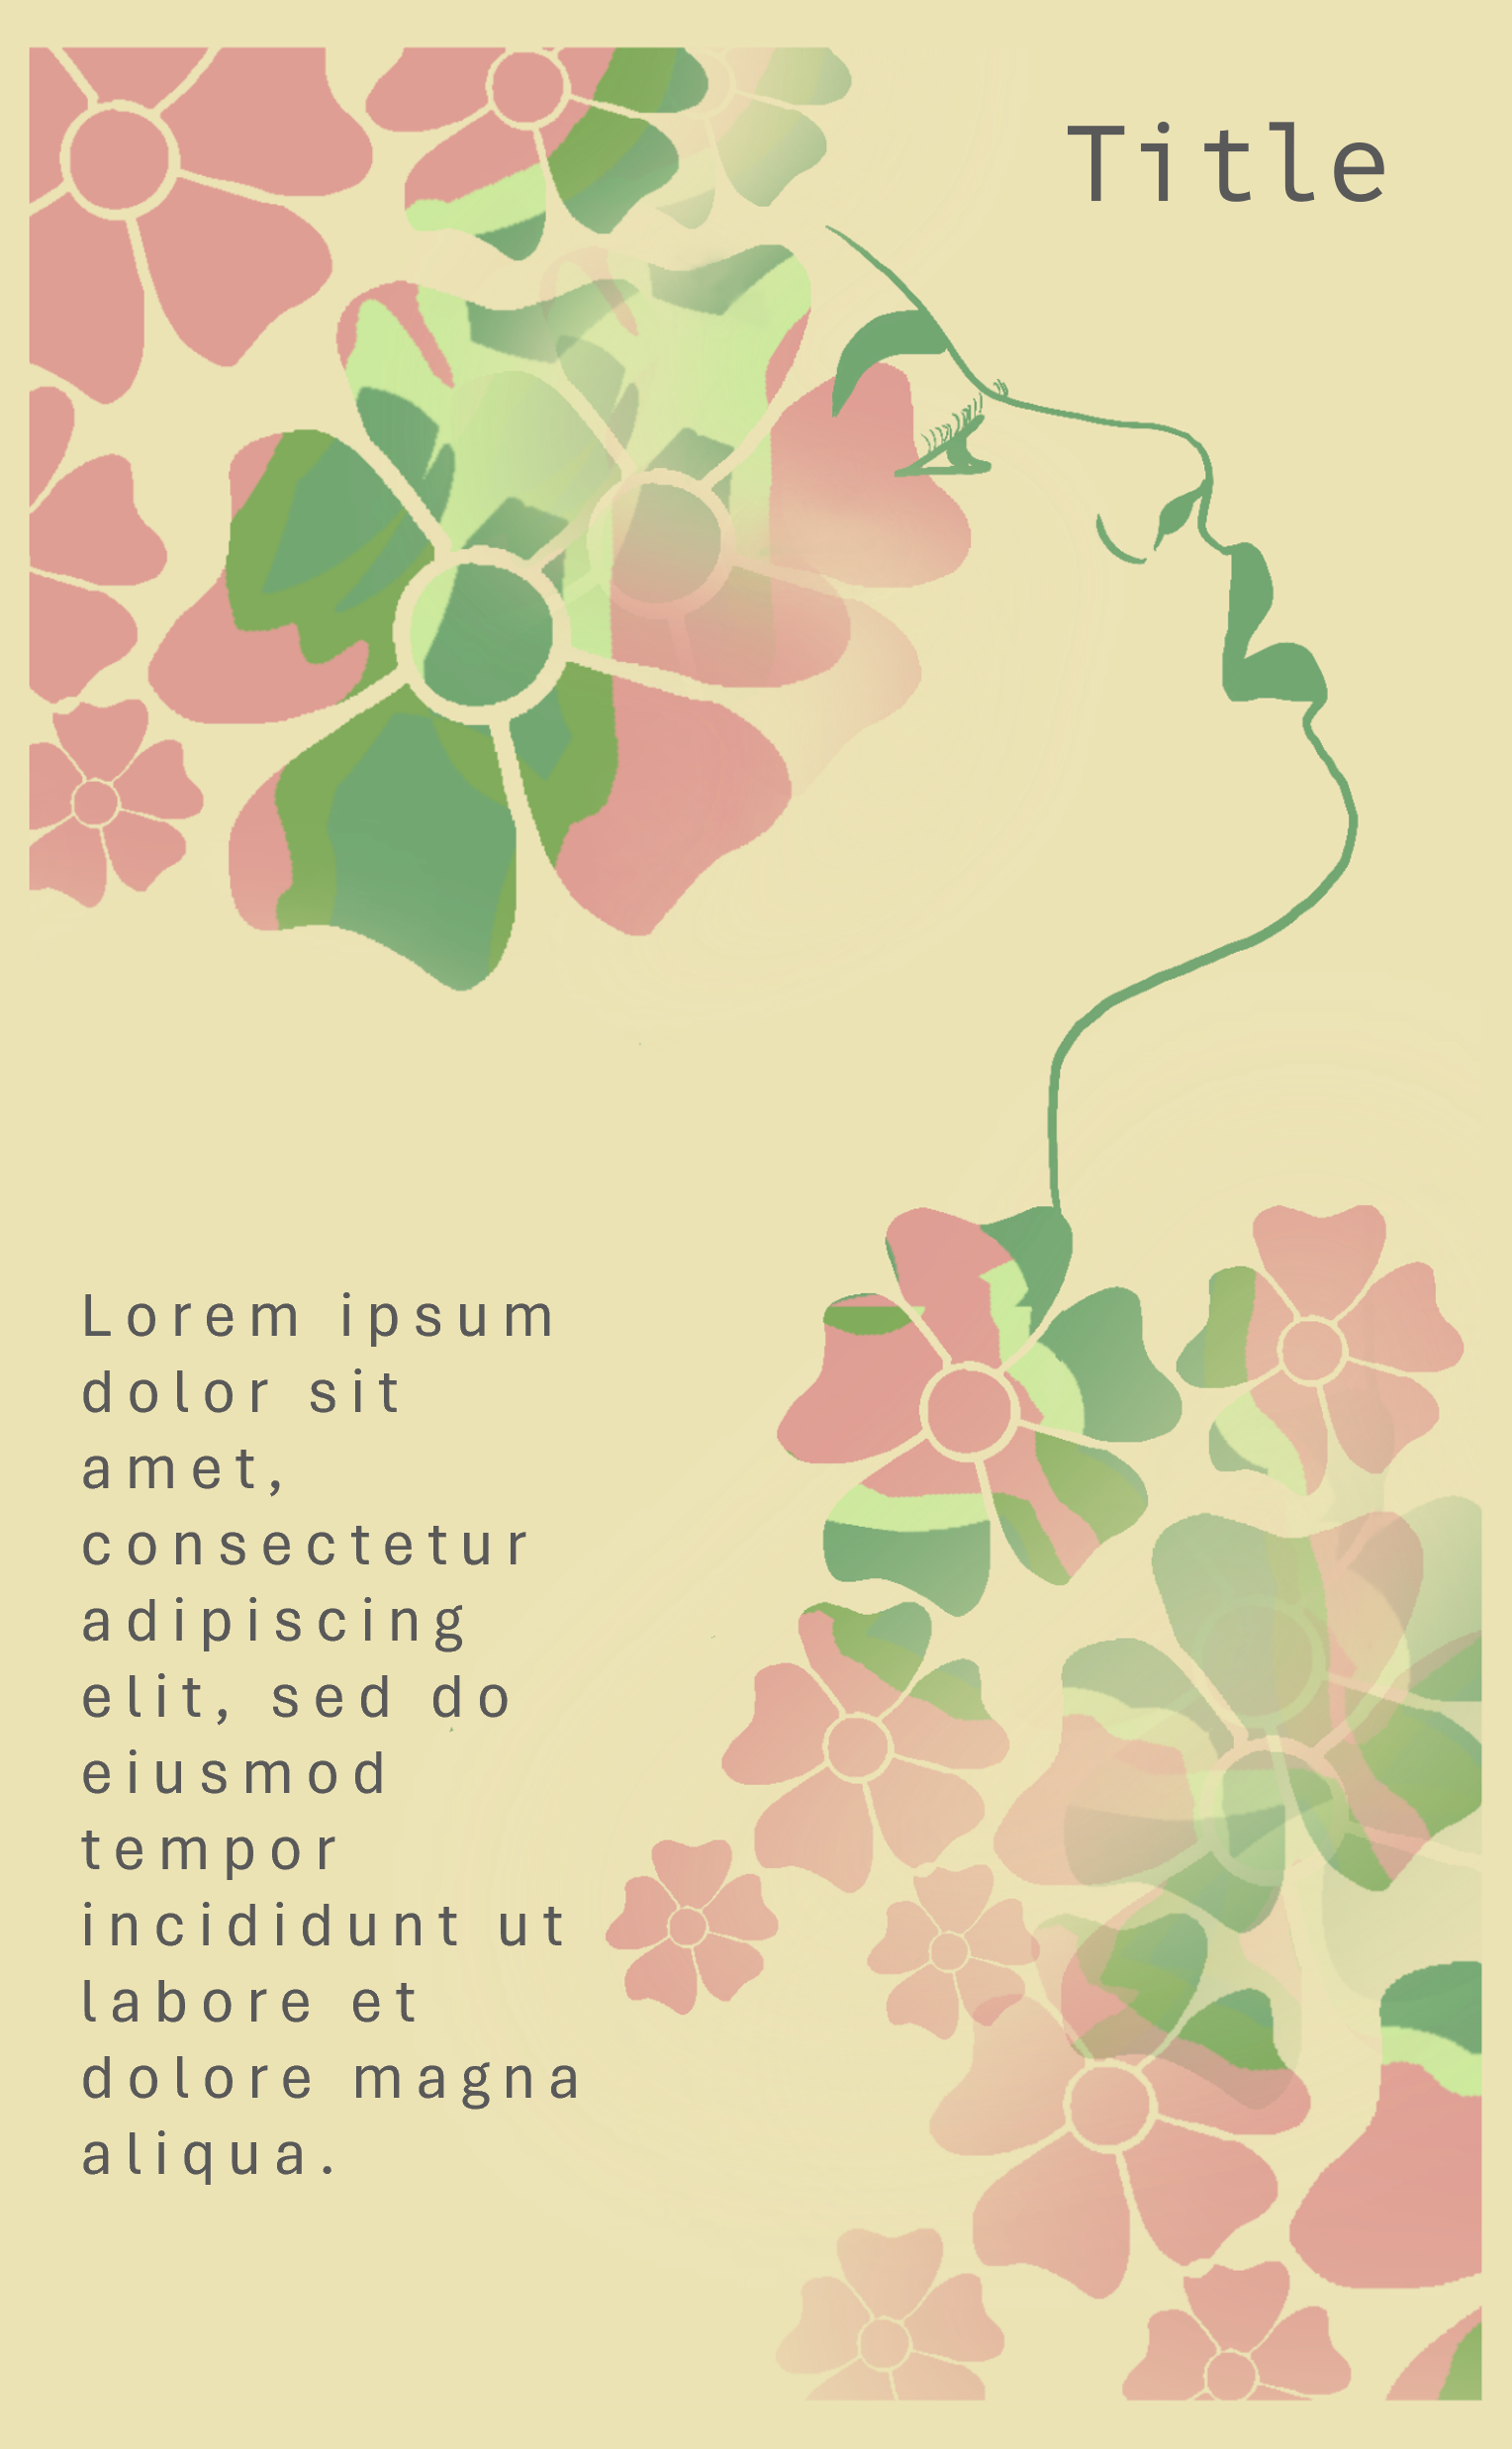 Title
Lorem ipsum
dolor sit
amet,
consectetur
adipiscing
elit, sed do
eiusmod
tempor
incididunt ut
labore et
dolore magna
aliqua.